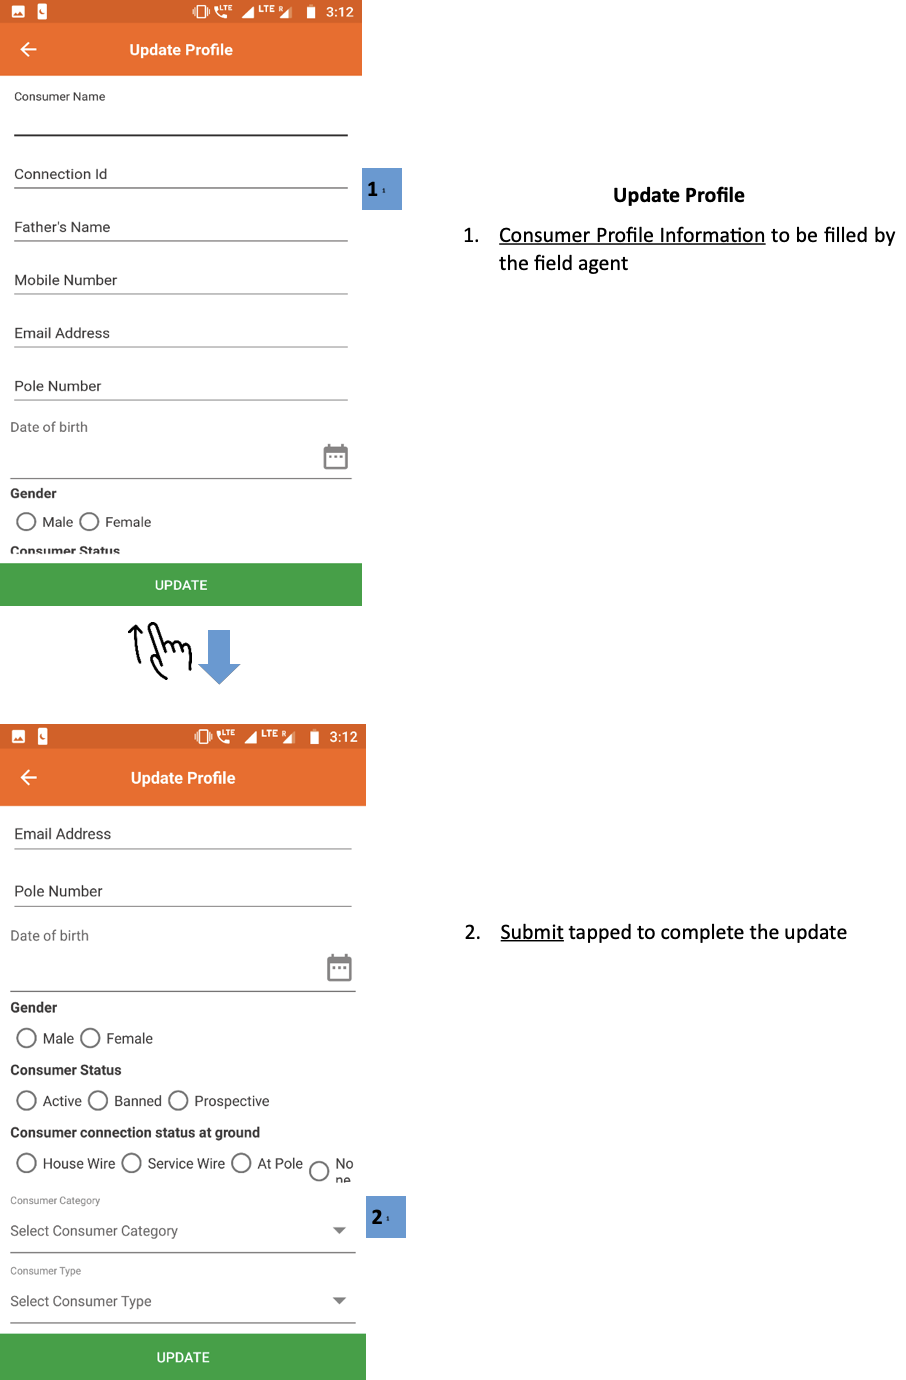 LTE LTE R 3:12
Update Profile
Consumer Name
Connection Id
1 1
Father's Name
Mobile Number
Email Address
Pole Number
Date of birth
Gender
Male Female
Consumer Status
UPDATE
Update Profile
1. Consumer Profile Information to be filled by
the field agent
LTE LTE R 3:12
Update Profile
Email Address
Pole Number
Date of birth
Gender
Male Female
Consumer Status
Active Banned Prospective
Consumer connection status at ground
House Wire Service Wire At Pole No
ne
Consumer Category
Select Consumer Category
2 1
Consumer Type
Select Consumer Type
UPDATE
2. Submit tapped to complete the update